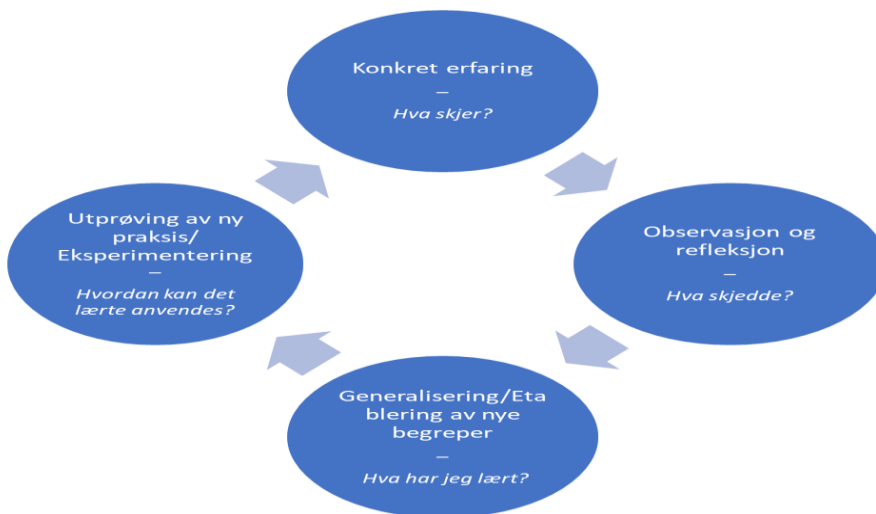 Konkret erfaring
–
Hva skjer?
Observasjon og
refleksjon
–
Hva skjedde?
Generalisering/Eta
blering av nye
begreper
–
Hva har jeg lært?
Utprøving av ny
praksis/
Eksperimentering
–
Hvordan kan det
lærte anvendes?